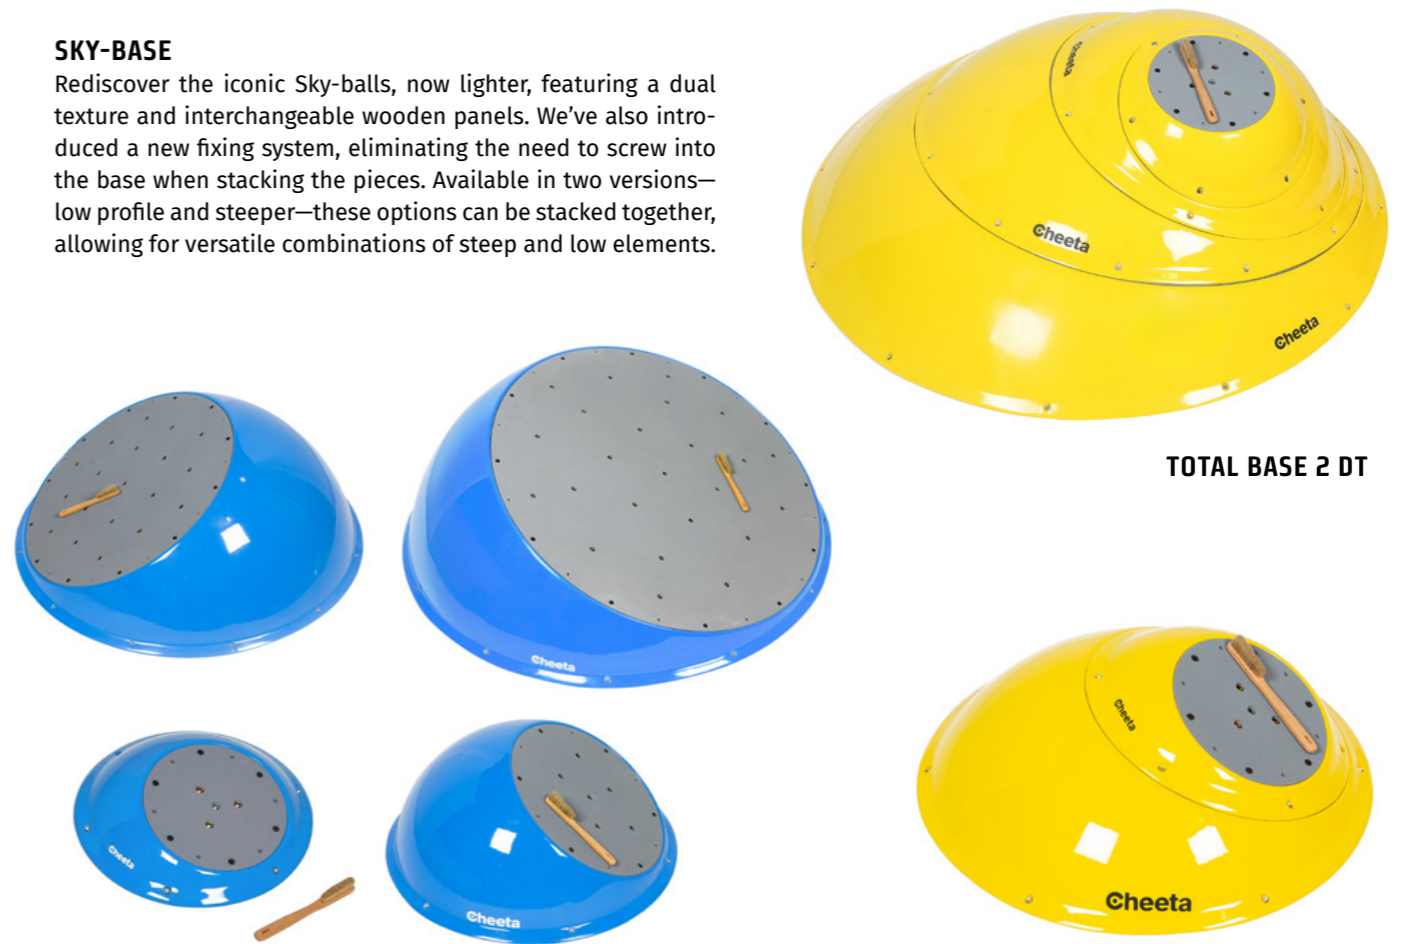 SKY-BASE
Rediscover the iconic Sky-balls, now lighter, featuring a dual
texture and interchangeable wooden panels. We’ve also intro-
duced a new fixing system, eliminating the need to screw into
the base when stacking the pieces. Available in two versions—
low profile and steeper—these options can be stacked together,
allowing for versatile combinations of steep and low elements.
Cheeta
Cheeta
Cheeta
TOTAL BASE 2 DT
Cheeta
Cheeta
Cheeta
Cheeta
Cheeta